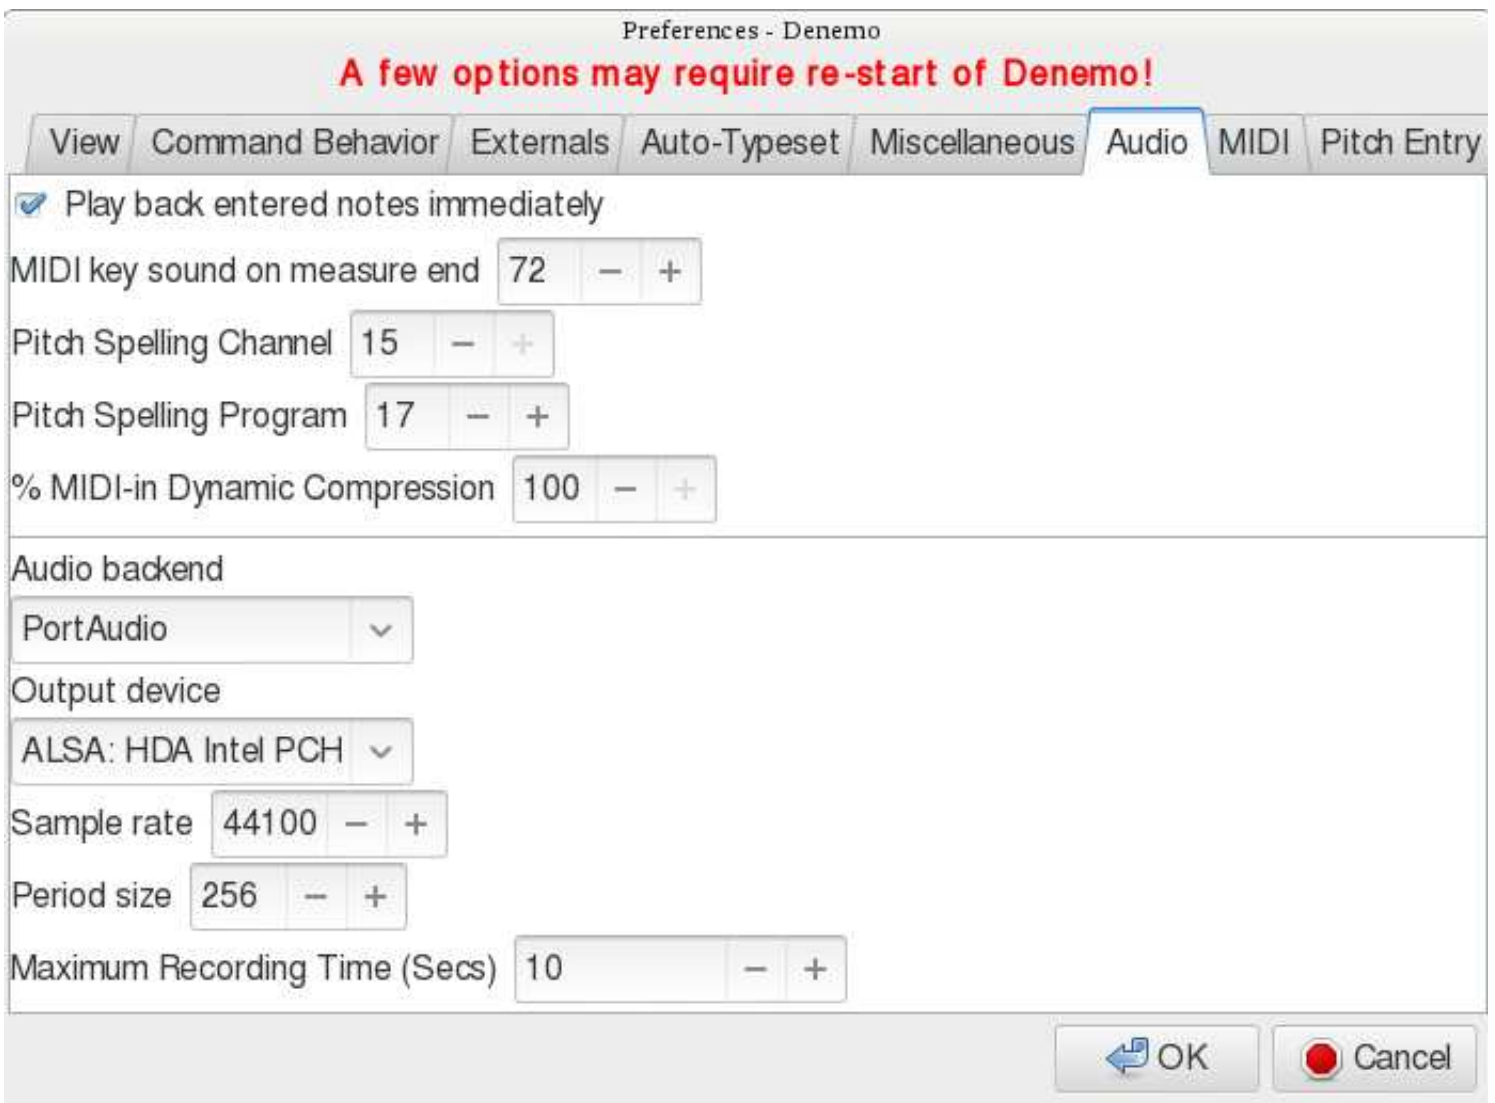 Preferences - Denemo
A few options may require re-start of Denemo!
View Command Behavior Externals Auto-Typeset Miscellaneous Audio MIDI Pitch Entry
Play back entered notes immediately
MIDI key sound on measure end 72 − +
Pitch Spelling Channel 15 − +
Pitch Spelling Program 17 − +
% MIDI-in Dynamic Compression 100 − +
Audio backend
PortAudio
Output device
ALSA: HDA Intel PCH
Sample rate 44100 − +
Period size 256 − +
Maximum Recording Time (Secs) 10 − +
OK Cancel